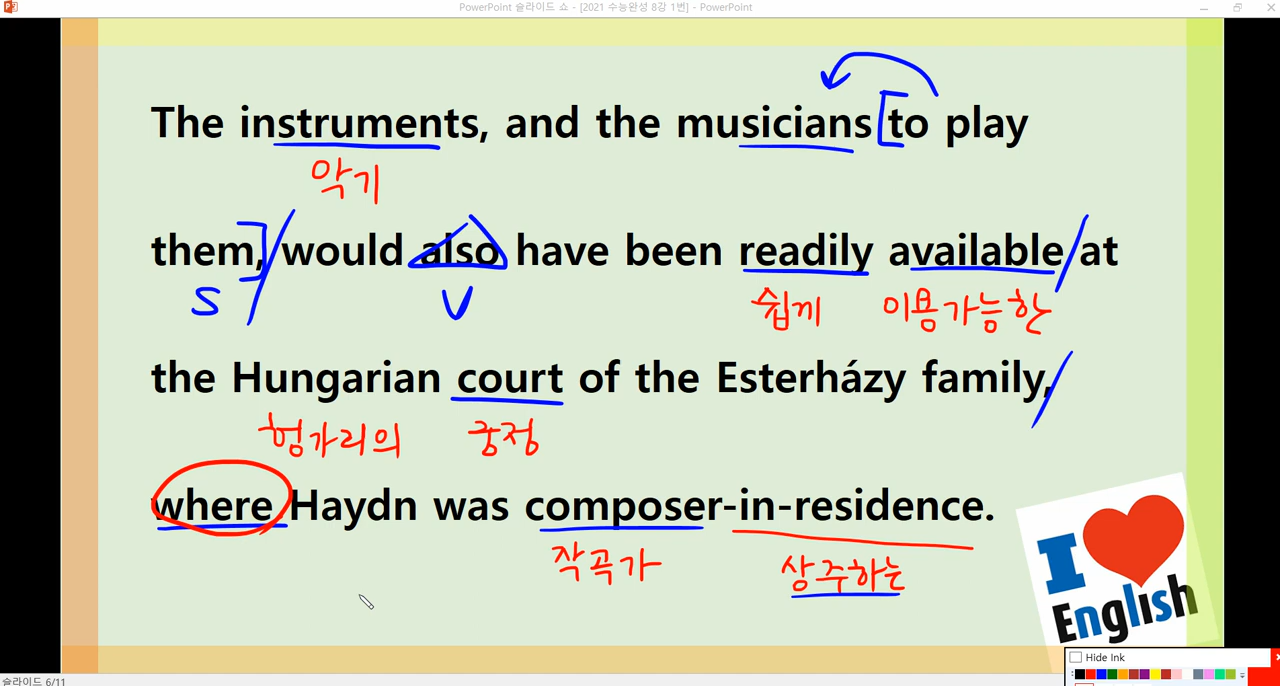 PowerPoint 슬라이드 쇼 - [2021 수능완성 8강 1번] - PowerPoint
The instruments, and the musicians [to play
악기
them,] / would also have been readily available / at
S V 쉽게 이용가능한
the Hungarian court of the Esterházy family, /
헝가리의 궁정
where Haydn was composer-in-residence.
작곡가 상주하는
I
English
Hide Ink
슬라이드 6/11